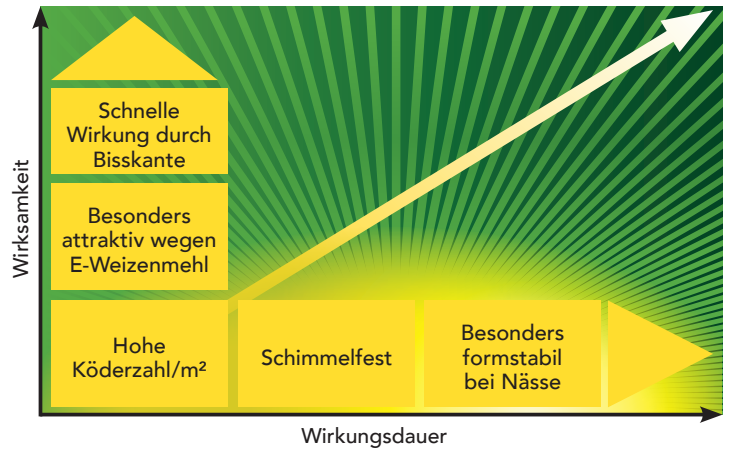 Wirksamkeit
Schnelle
Wirkung durch
Bisskante
Besonders
attraktiv wegen
E-Weizenmehl
Hohe
Köderzahl/m²
Schimmelfest
Besonders
formstabil
bei Nässe
Wirkungsdauer